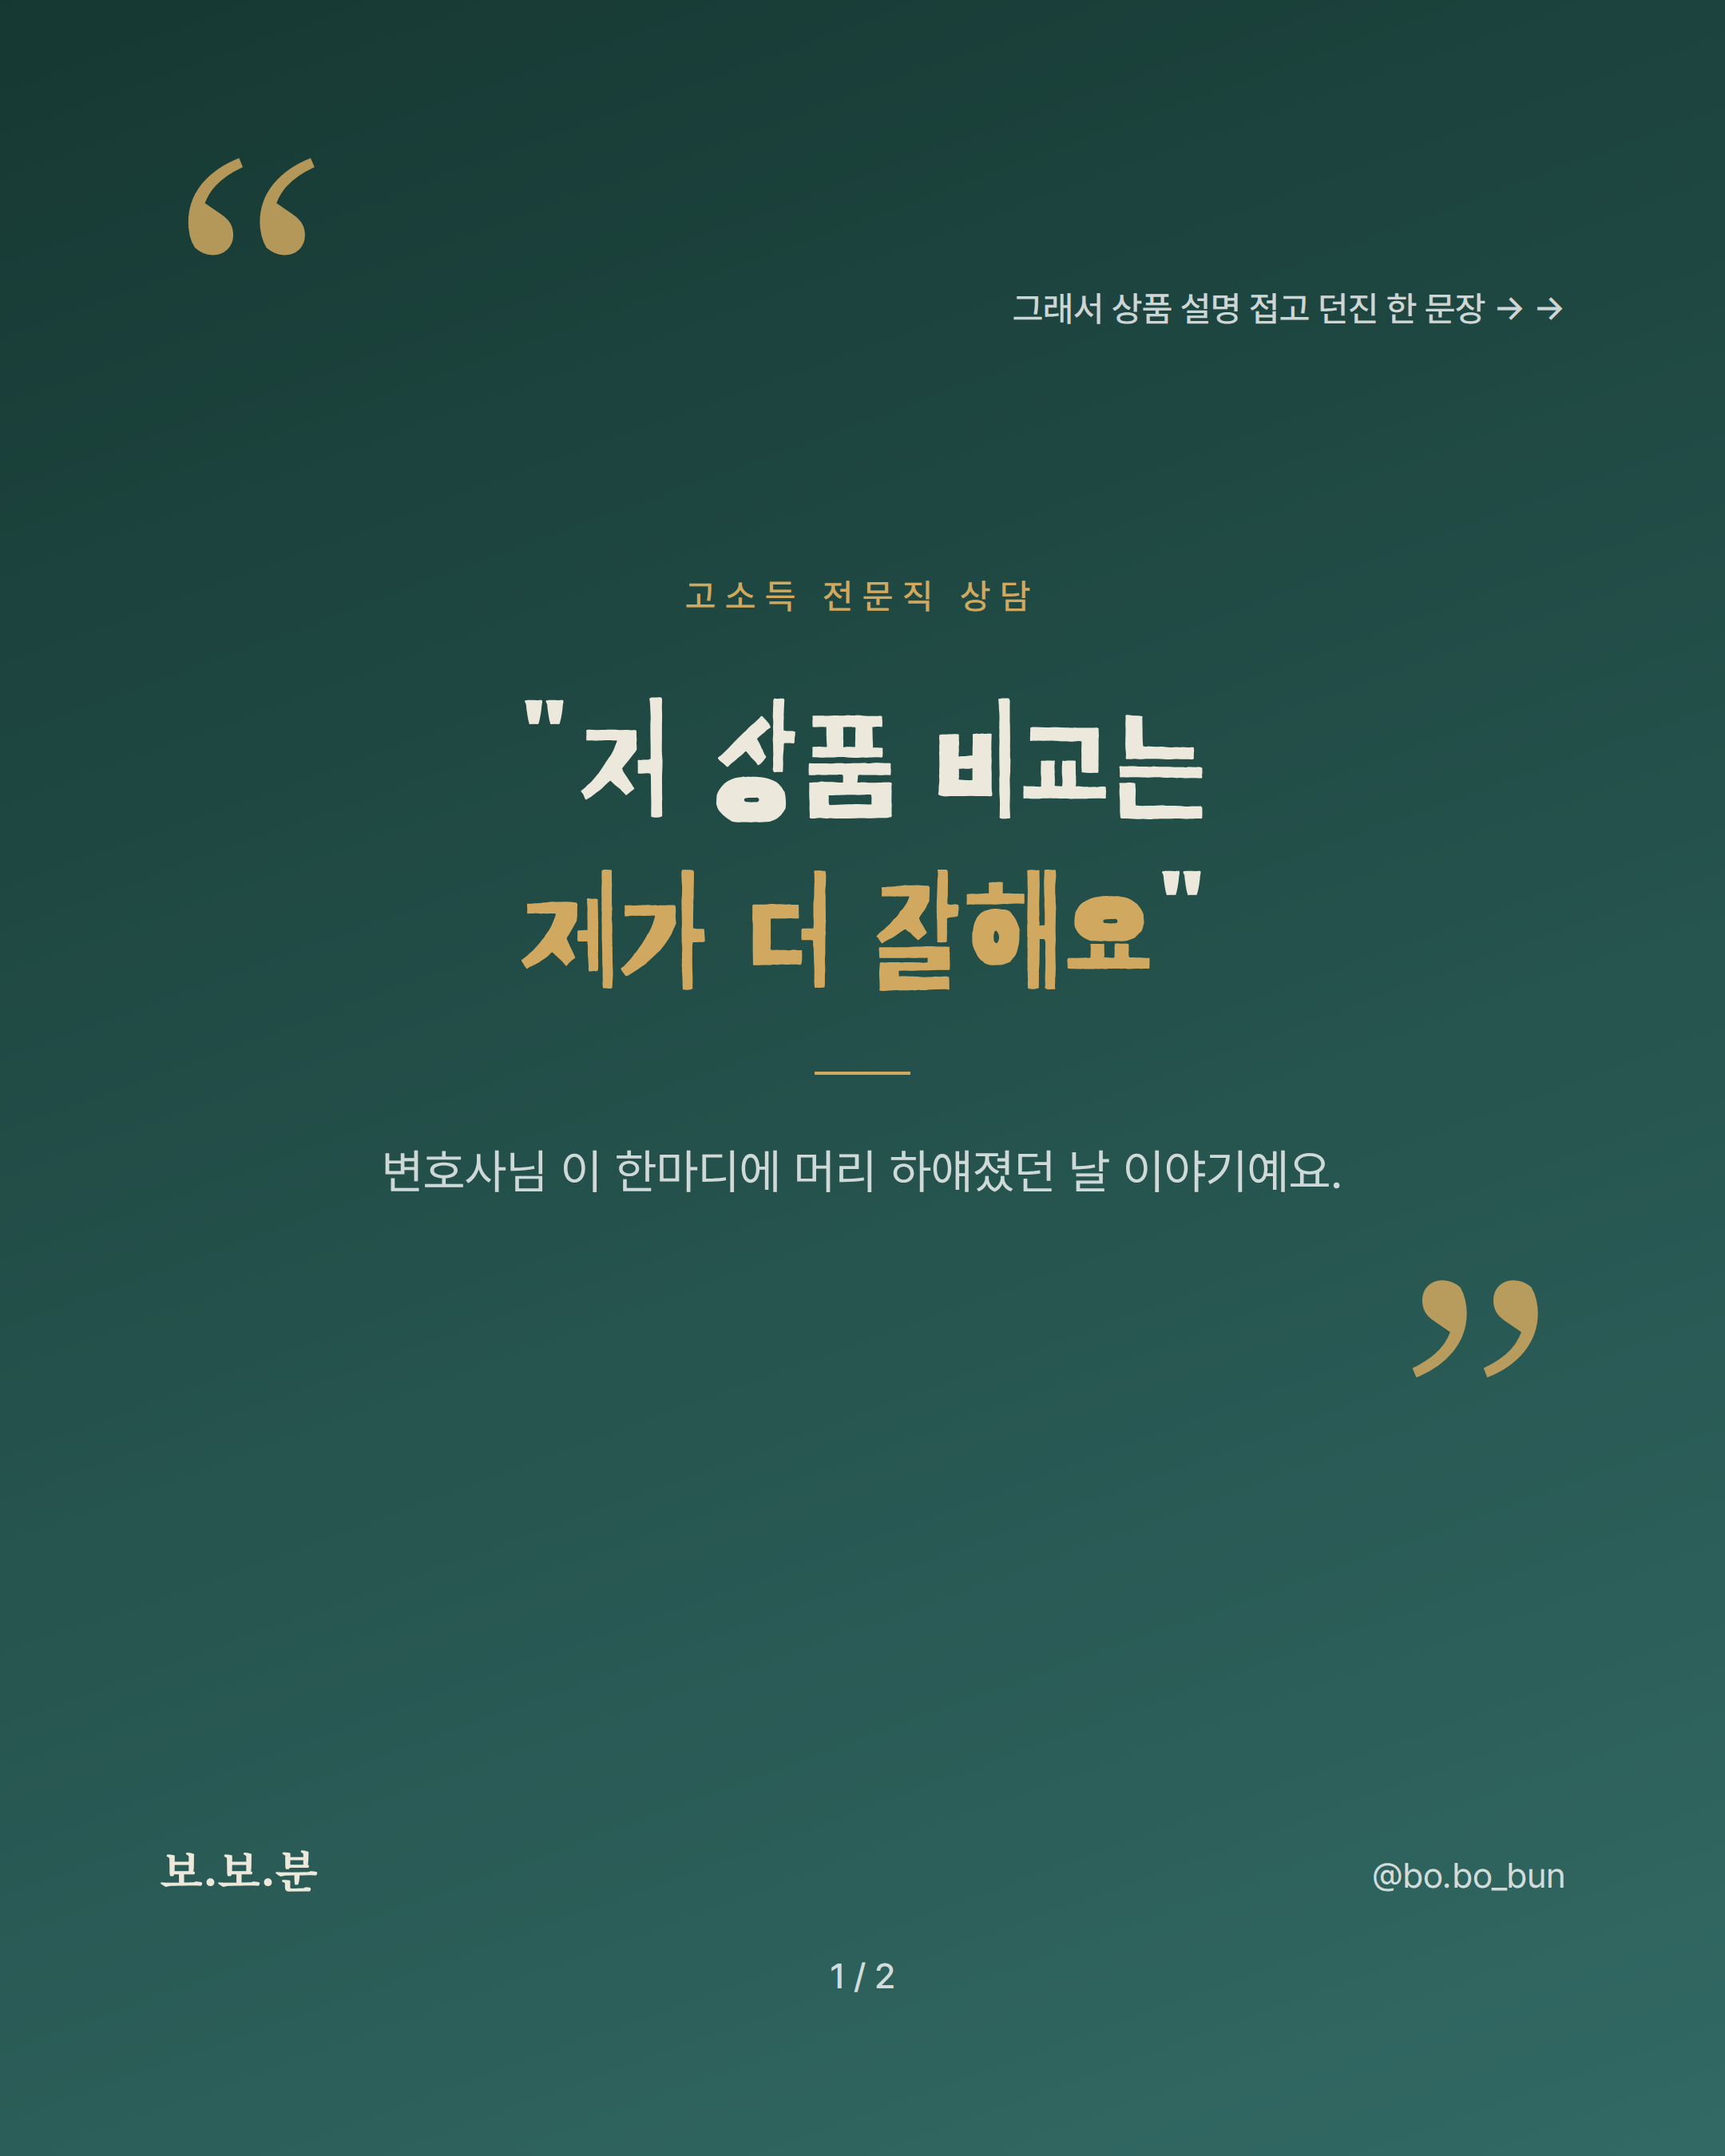 “
그래서 상품 설명 접고 던진 한 문장 → →
고소득 전문직 상담
"저 상품 비교는
제가 더 잘해요"
변호사님 이 한마디에 머리 하얘졌던 날 이야기예요.
”
보.보.분
@bo.bo_bun
1 / 2